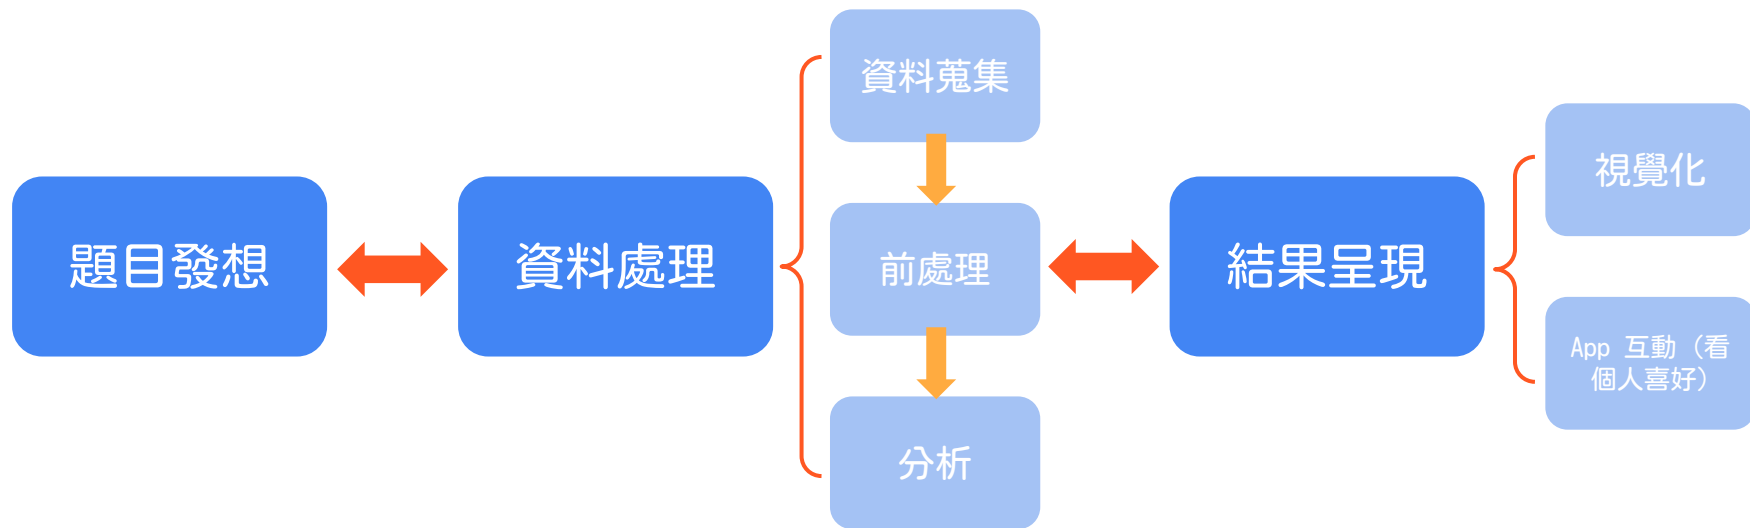 題目發想
資料處理
資料蒐集
前處理
分析
結果呈現
視覺化
App 互動（看
個人喜好）